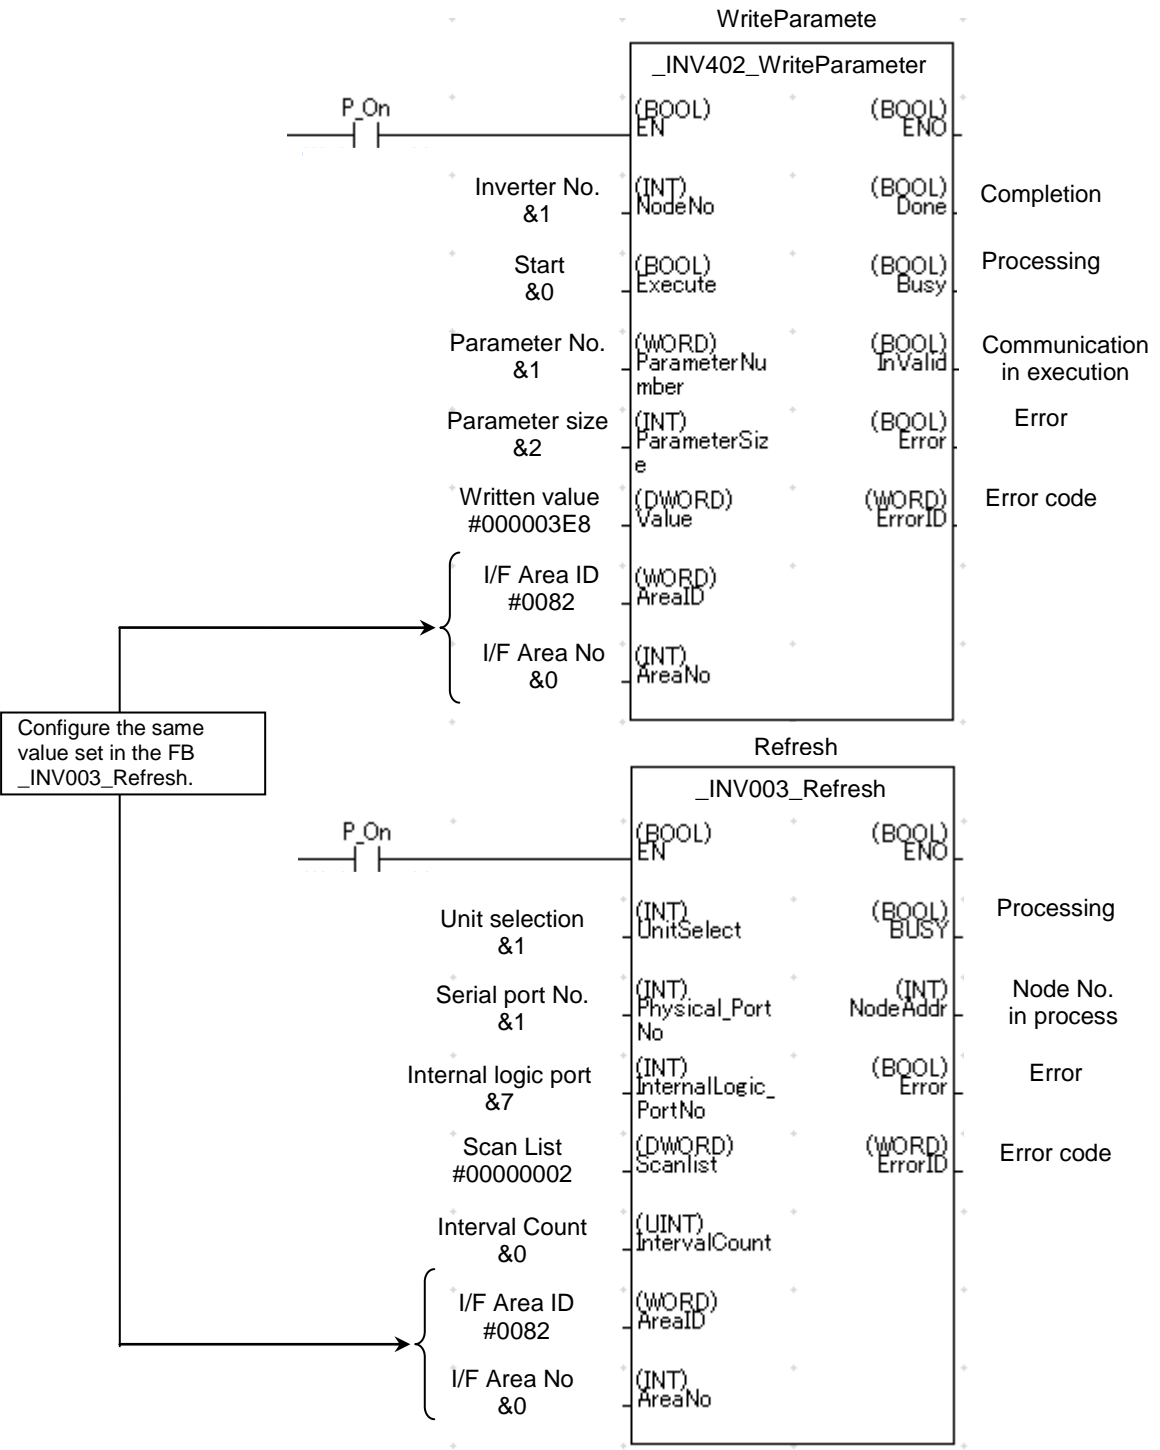 WriteParamete
_INV402_WriteParameter
P_On
(BOOL)
EN
(BOOL)
ENO
Inverter No.
&1
(INT)
NodeNo
(BOOL)
Done
Completion
Start
&0
(BOOL)
Execute
(BOOL)
Busy
Processing
Parameter No.
&1
(WORD)
ParameterNu
mber
(BOOL)
InValid
Communication
in execution
Parameter size
&2
(INT)
ParameterSiz
e
(BOOL)
Error
Error
Written value
#000003E8
(DWORD)
Value
(WORD)
ErrorID
Error code
I/F Area ID
#0082
(WORD)
AreaID
I/F Area No
&0
(INT)
AreaNo
Configure the same
value set in the FB
_INV003_Refresh.
Refresh
_INV003_Refresh
P_On
(BOOL)
EN
(BOOL)
ENO
Unit selection
&1
(INT)
UnitSelect
(BOOL)
BUSY
Processing
Serial port No.
&1
(INT)
Physical_Port
No
(INT)
NodeAddr
Node No.
in process
Internal logic port
&7
(INT)
InternalLogic_
PortNo
(BOOL)
Error
Error
Scan List
#00000002
(DWORD)
Scanlist
(WORD)
ErrorID
Error code
Interval Count
&0
(UINT)
IntervalCount
I/F Area ID
#0082
(WORD)
AreaID
I/F Area No
&0
(INT)
AreaNo